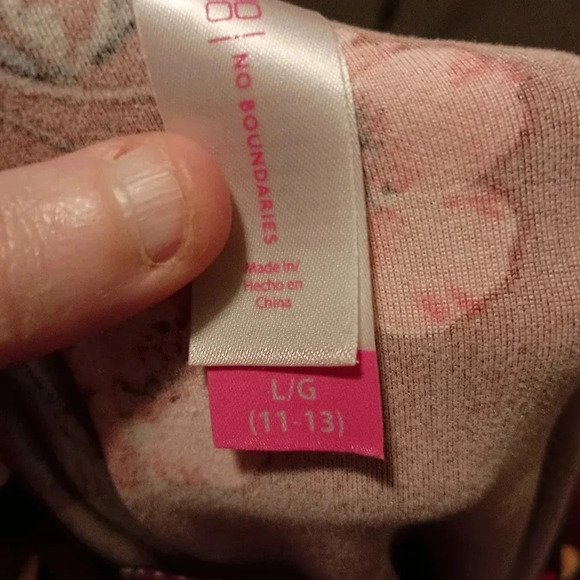 NO BOUNDARIES
Made in/
Hecho en
China
L/G
(11-13)